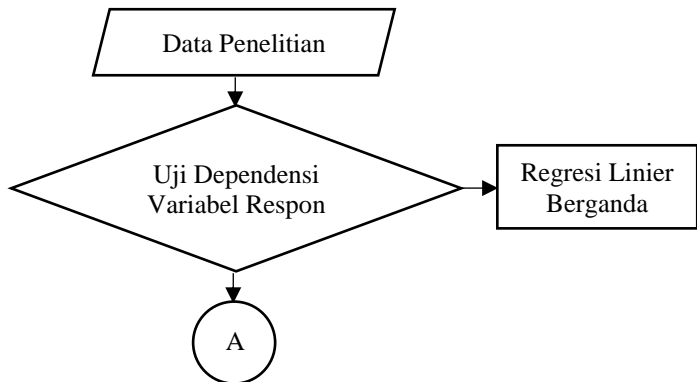 Data Penelitian
Uji Dependensi
Variabel Respon
Regresi Linier
Berganda
A